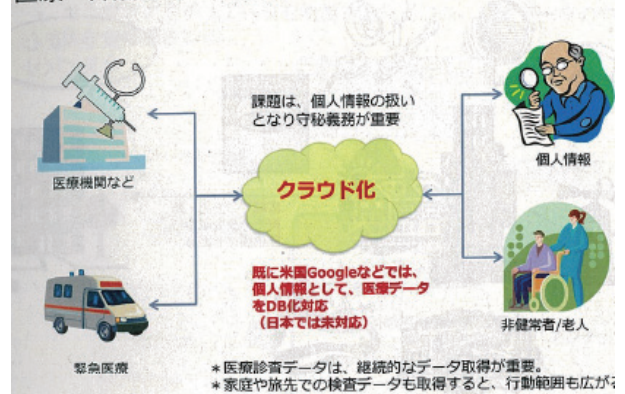 課題は、個人情報の扱い
となり守秘義務が重要
医療機関など
個人情報
クラウド化
既に米国Googleなどでは、
個人情報として、医療データ
をDB化対応
（日本では未対応）
緊急医療
非健常者/老人
＊医療診査データは、継続的なデータ取得が重要。
＊家庭や旅先での検査データも取得すると、行動範囲も広がる